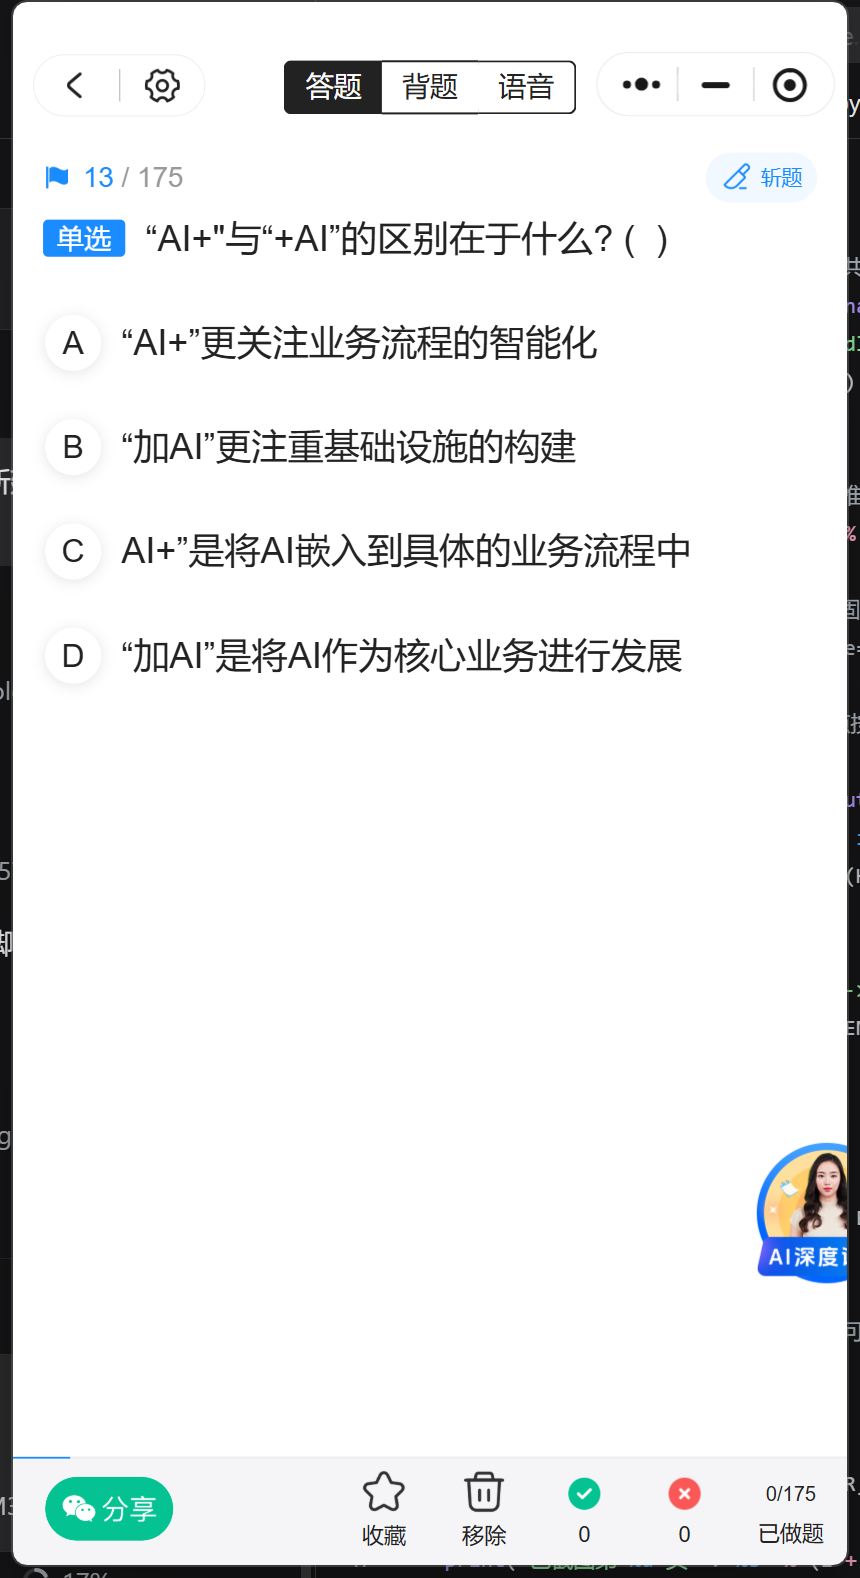 答题 背题 语音
13 / 175
斩题
单选 “AI+"与“+AI”的区别在于什么? ( )
A “AI+”更关注业务流程的智能化
B “加AI”更注重基础设施的构建
C AI+”是将AI嵌入到具体的业务流程中
D “加AI”是将AI作为核心业务进行发展
AI深度
分享
收藏
移除
0
0
0/175
已做题
17%